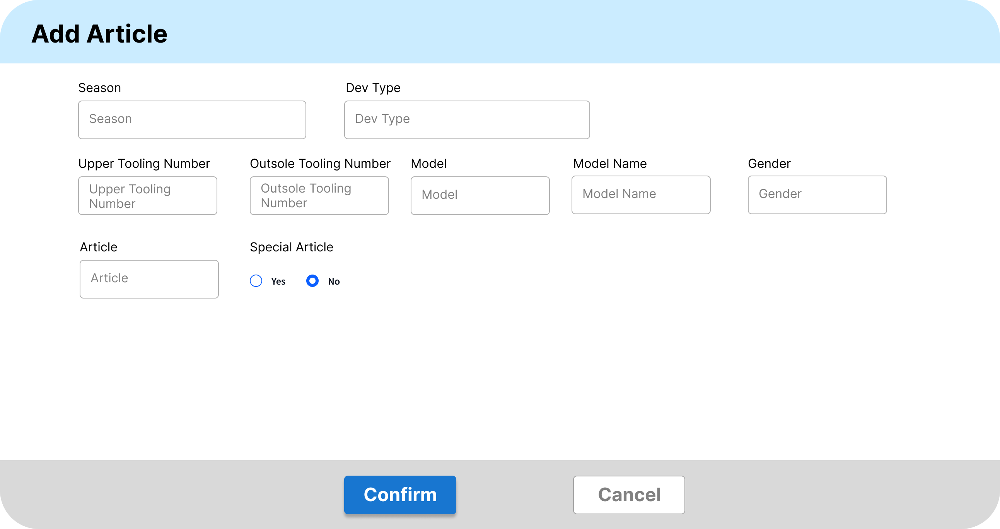 Add Article
Season
Dev Type
Season
Dev Type
Upper Tooling Number
Outsole Tooling Number
Model
Model Name
Gender
Upper Tooling
Number
Outsole Tooling
Number
Model
Model Name
Gender
Article
Special Article
Article
Yes
No
Confirm
Cancel